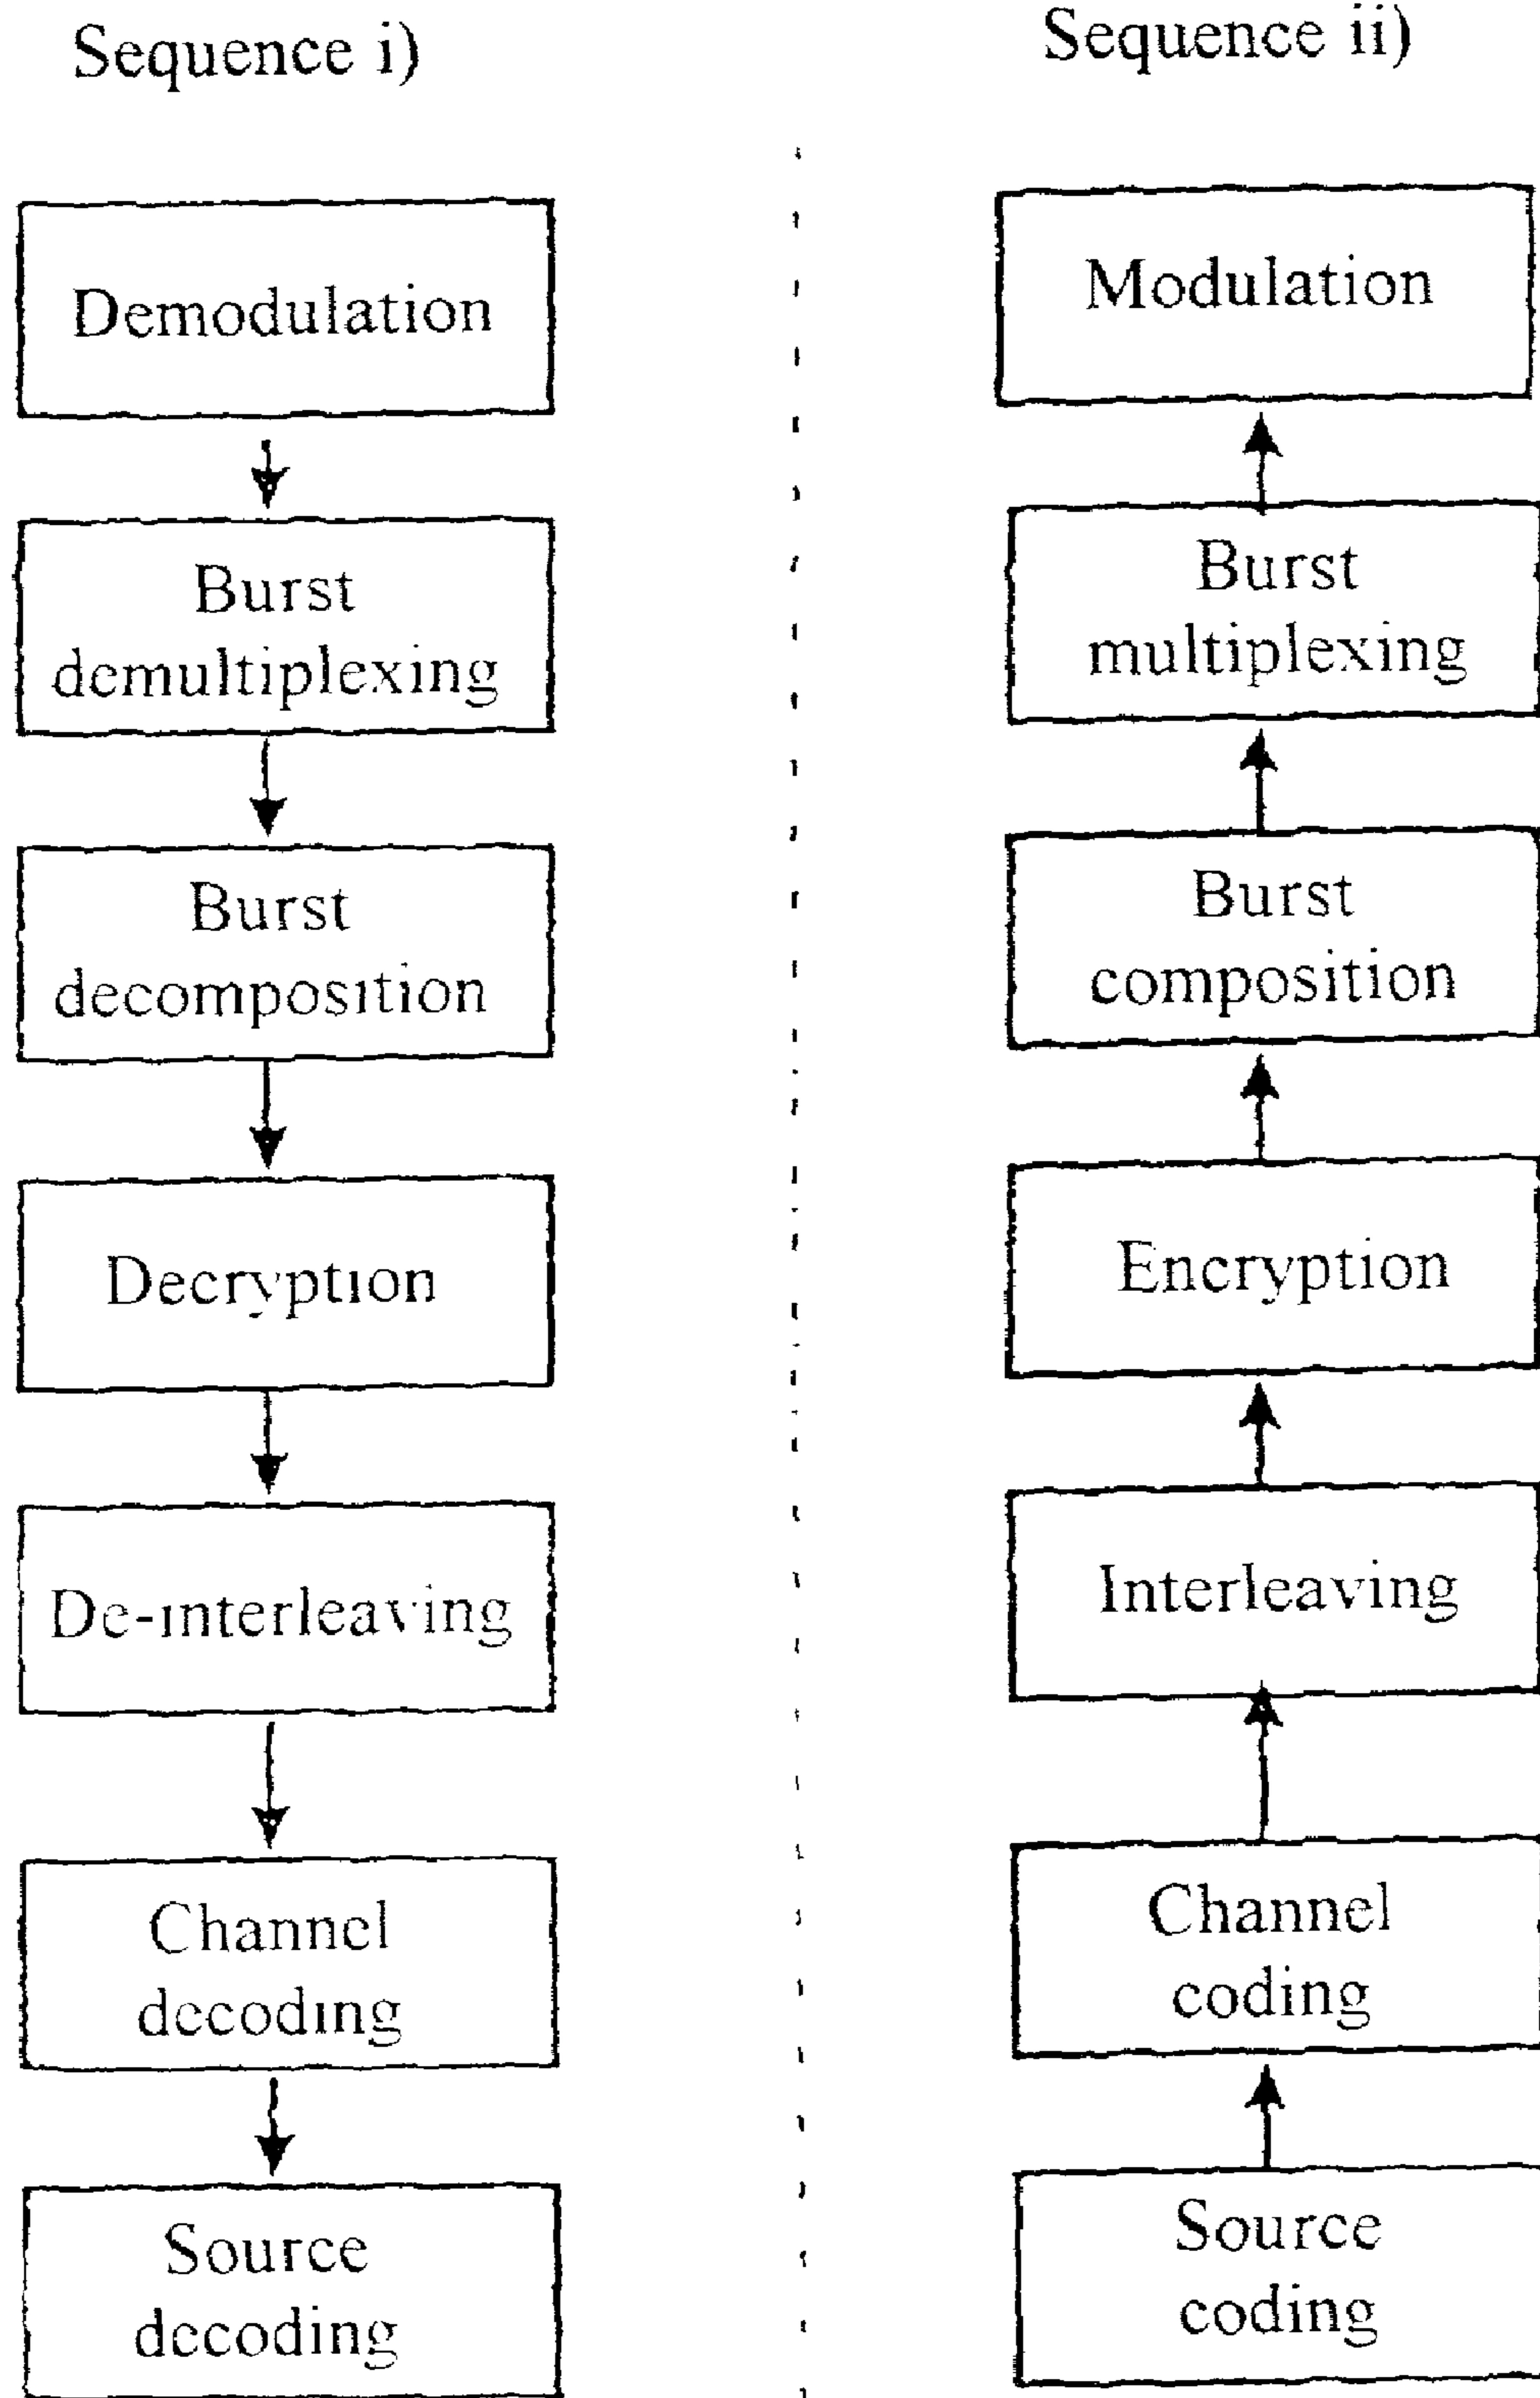 Sequence i)
Demodulation
Burst
demultiplexing
Burst
decomposition
Decryption
De-interleaving
Channel
decoding
Source
decoding
Sequence ii)
Modulation
Burst
multiplexing
Burst
composition
Encryption
Interleaving
Channel
coding
Source
coding